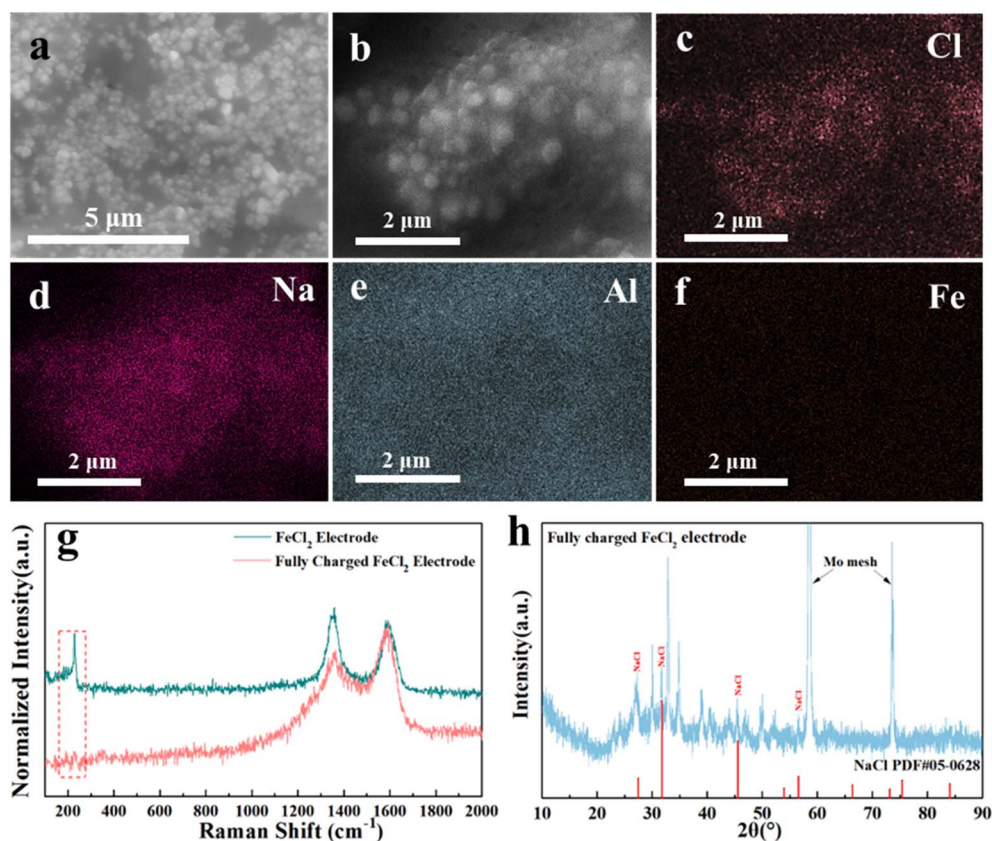 a
5 μm
b
2 μm
c
Cl
2 μm
d
Na
2 μm
e
Al
2 μm
f
Fe
2 μm
g
FeCl₂ Electrode
Fully Charged FeCl₂ Electrode
Normalized Intensity(a.u.)
200 400 600 800 1000 1200 1400 1600 1800 2000
Raman Shift (cm⁻¹)
h
Fully charged FeCl₂ electrode
Mo mesh
NaCl
NaCl
NaCl
NaCl
NaCl PDF#05-0628
Intensity(a.u.)
10 20 30 40 50 60 70 80 90
2θ(°)